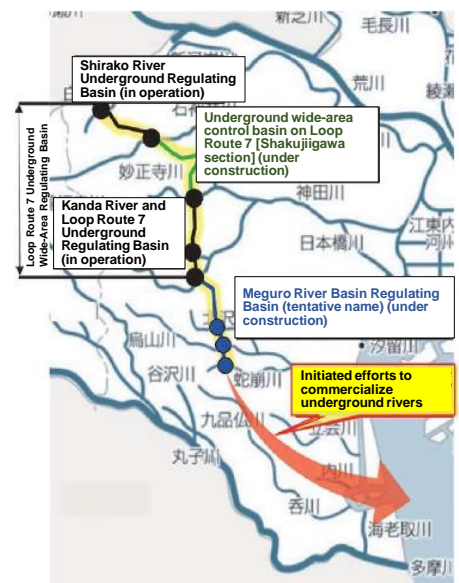 新芝川
毛長川
荒川
綾瀬
Shirako River
Underground Regulating
Basin (in operation)
Underground wide-area
control basin on Loop
Route 7 [Shakujiigawa
section] (under
construction)
Loop Route 7 Underground
Wide-Area Regulating Basin
妙正寺川
神田川
Kanda River and
Loop Route 7
Underground
Regulating Basin
(in operation)
江東内
河川
日本橋川
Meguro River Basin Regulating
Basin (tentative name) (under
construction)
烏山川
汐留川
谷沢川
蛇崩川
Initiated efforts to
commercialize
underground rivers
九品仏川
立会川
丸子川
内川
呑川
海老取川
多摩川